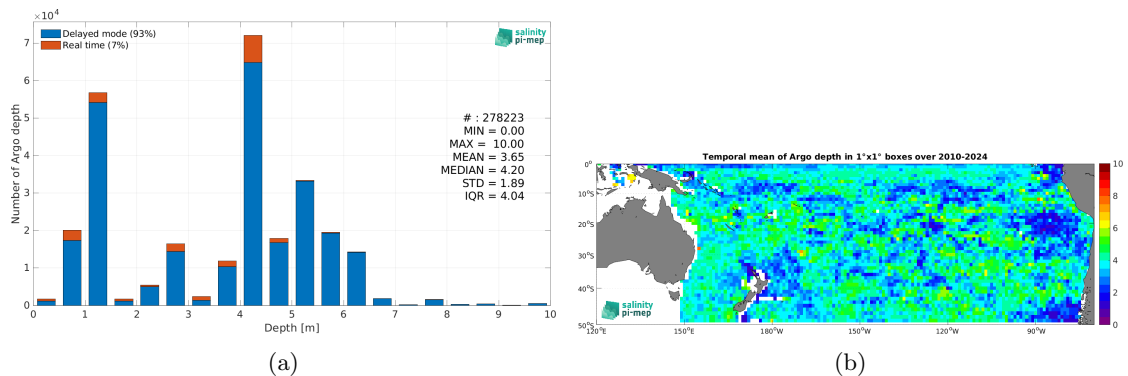 ×10⁴
Delayed mode (93%)
Real time (7%)
salinity
pi-mep
7
6
5
4
3
2
1
0
Number of Argo depth
# : 278223
MIN = 0.00
MAX = 10.00
MEAN = 3.65
MEDIAN = 4.20
STD = 1.89
IQR = 4.04
0 1 2 3 4 5 6 7 8 9 10
Depth [m]
(a)
Temporal mean of Argo depth in 1°x1° boxes over 2010-2024
0°
10°S
20°S
30°S
40°S
50°S
120°E 150°E 180°W 150°W 120°W 90°W
10
8
6
4
2
0
salinity
pi-mep
(b)